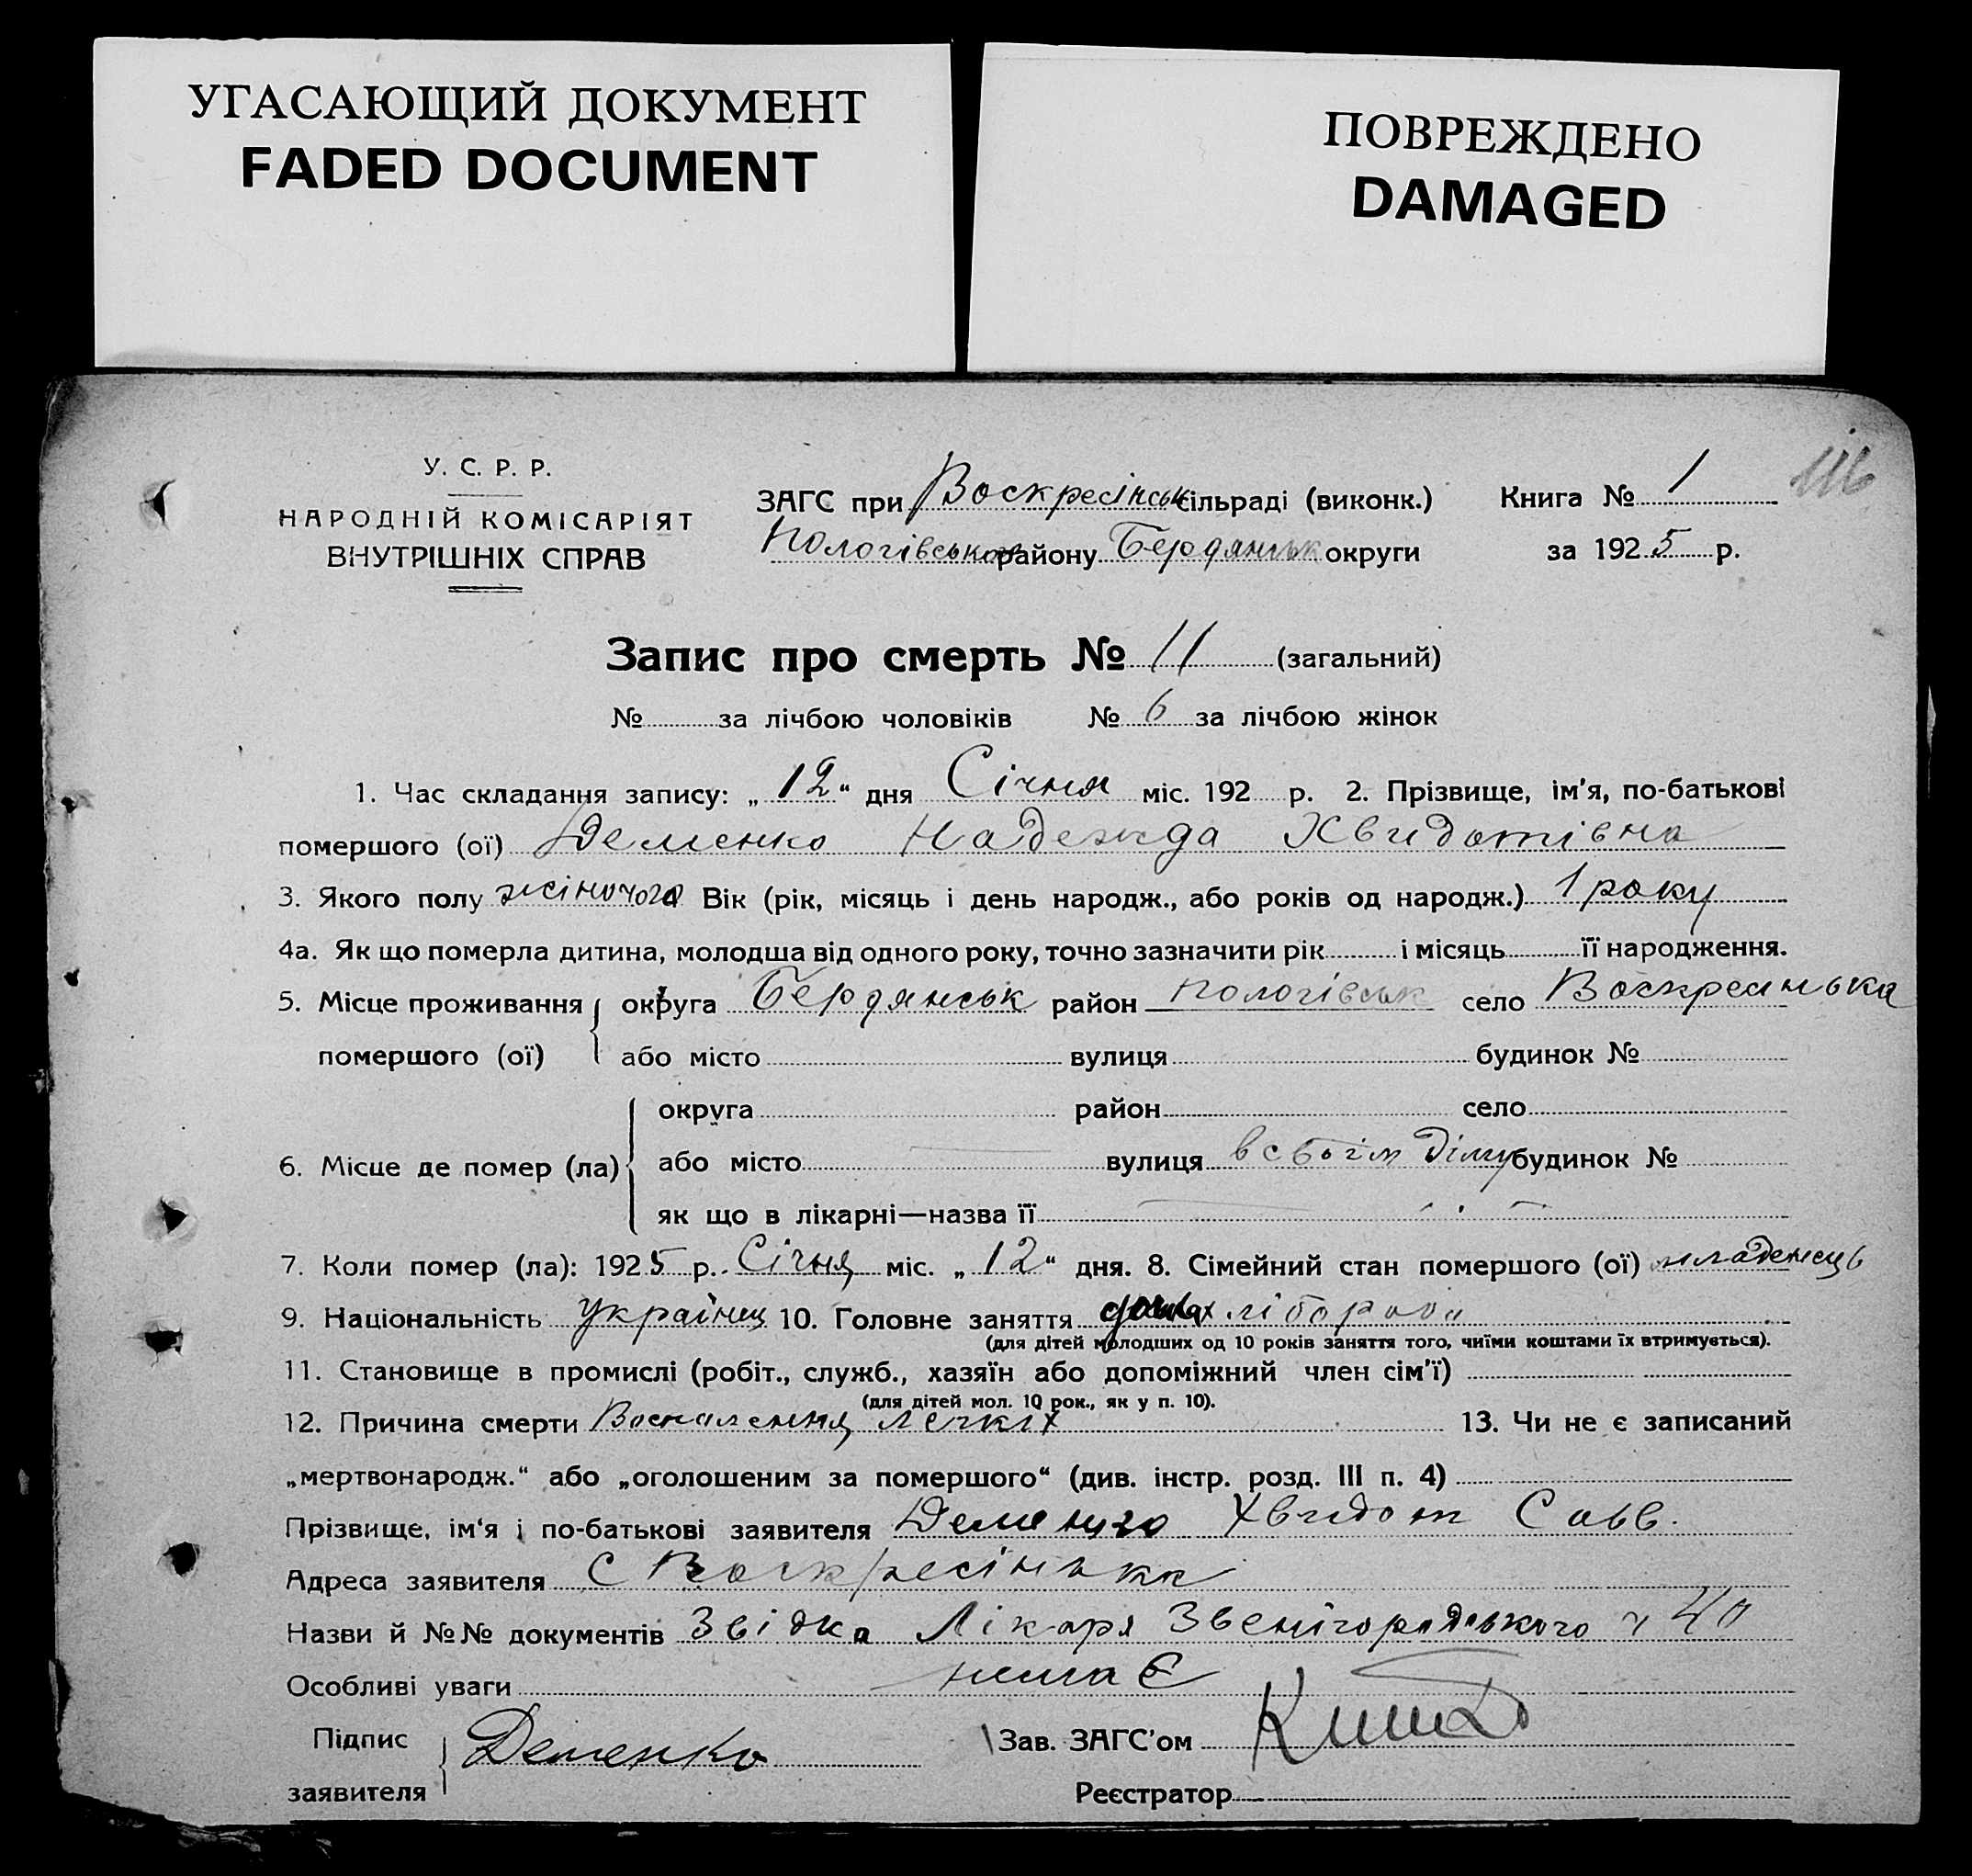 УГАСАЮЩИЙ ДОКУМЕНТ
FADED DOCUMENT
ПОВРЕЖДЕНО
DAMAGED
116
У. С. Р. Р.
НАРОДНІЙ КОМІСАРІЯТ
ВНУТРІШНІХ СПРАВ
ЗАГС при Воскресінськ сільраді (виконк.)
Пологівськ району Бердянськ округи
Книга № 1
за 1925 р.
Запис про смерть № 11 (загальний)
№ за лічбою чоловіків № 6 за лічбою жінок
1. Час складання запису: „12“ дня Січня міс. 192 р. 2. Прізвище, ім'я, по-батькові
помершого (ої) Деменко Надежда Хвидотівна
3. Якого полу жіночого Вік (рік, місяць і день народж., або років од народж.) 1 року
4а. Як що померла дитина, молодша від одного року, точно зазначити рік і місяць її народження.
5. Місце проживання округа Бердянськ район Пологівськ село Воскресинька
помершого (ої) або місто вулиця будинок №
округа район село
6. Місце де помер (ла) або місто вулиця в своім діму будинок №
як що в лікарні—назва її
7. Коли помер (ла): 1925 р. Січня міс. „12“ дня. 8. Сімейний стан помершого (ої) младенець
9. Національність українц 10. Головне заняття хліборобе
(для дітей молодших од 10 років заняття того, чиїми коштами їх втримується).
11. Становище в промислі (робіт., служб., хазяїн або допоміжний член сім'ї)
(для дітей мол. 10 рок., як у п. 10).
12. Причина смерти Воспаления легких 13. Чи не є записаний
„мертвонародж.“ або „оголошеним за помершого“ (див. інстр. розд. III п. 4)
Прізвище, ім'я і по-батькові заявителя Деменко Хвидот Савв.
Адреса заявителя С Воскресінькк
Назви й №№ документів Звідка Лікаря Звенігородського ч 40
Особливі уваги немаЄ
Підпис
заявителя Деменко
Зав. ЗАГС'ом
Реєстратор